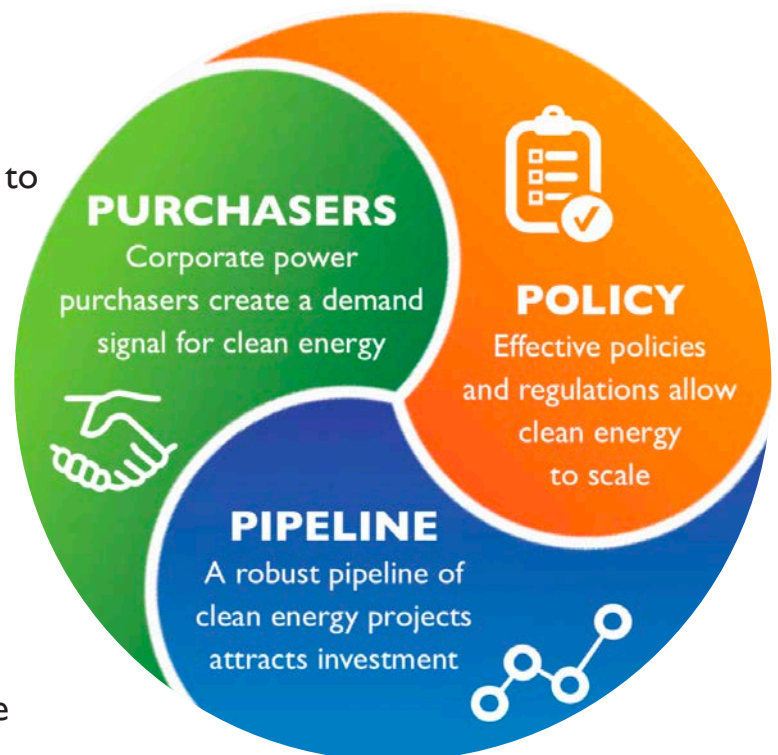 to
PURCHASERS
Corporate power
purchasers create a demand
signal for clean energy
POLICY
Effective policies
and regulations allow
clean energy
to scale
PIPELINE
A robust pipeline of
clean energy projects
attracts investment